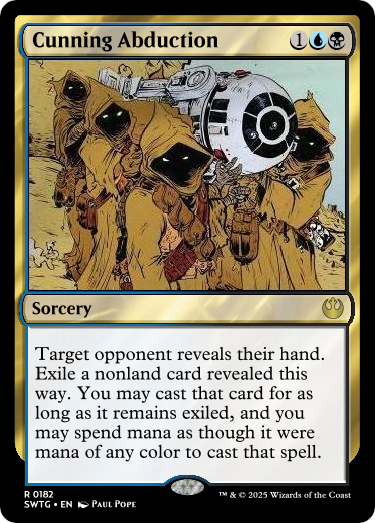 Cunning Abduction 1
Sorcery
Target opponent reveals their hand.
Exile a nonland card revealed this
way. You may cast that card for as
long as it remains exiled, and you
may spend mana as though it were
mana of any color to cast that spell.
R 0182
SWTG • EN Paul Pope
™ & © 2025 Wizards of the Coast